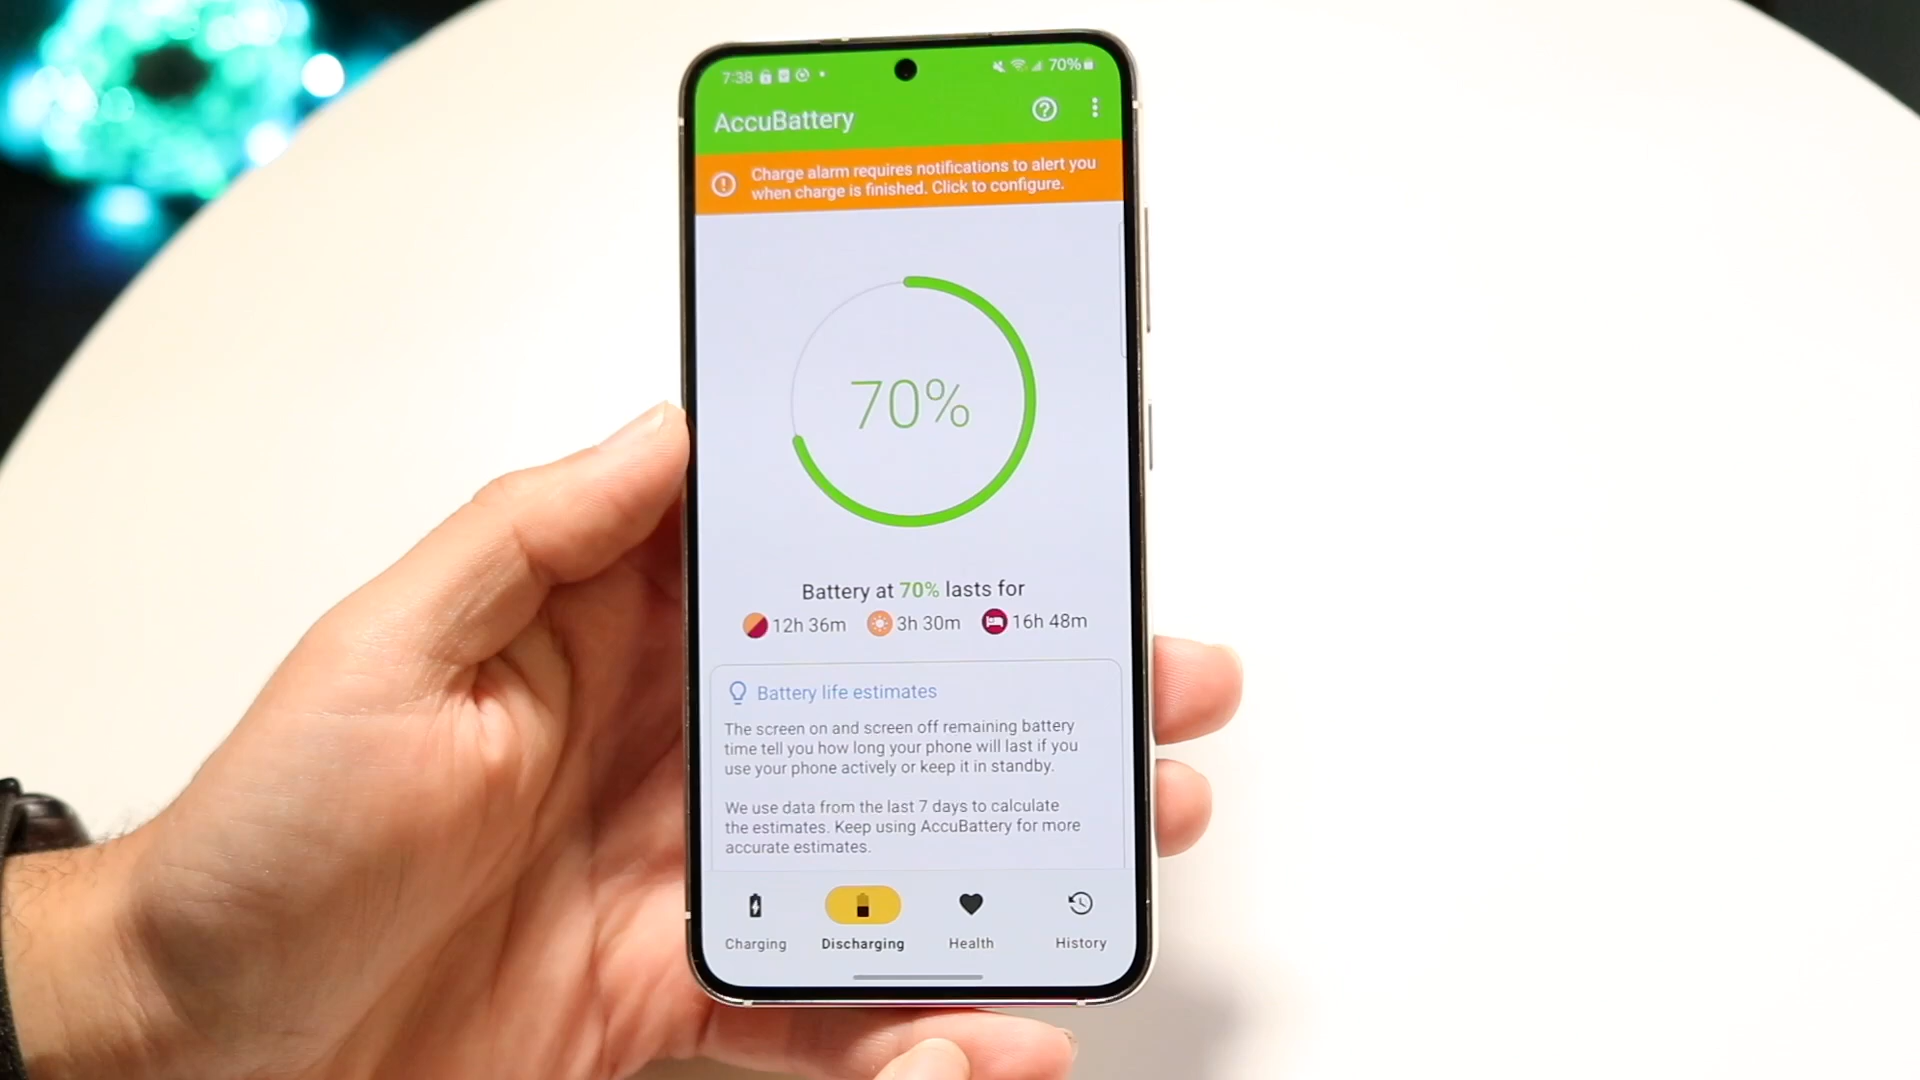 7:38 70%
AccuBattery
Charge alarm requires notifications to alert you
when charge is finished. Click to configure.
70%
Battery at 70% lasts for
12h 36m 3h 30m 16h 48m
Battery life estimates
The screen on and screen off remaining battery
time tell you how long your phone will last if you
use your phone actively or keep it in standby.
We use data from the last 7 days to calculate
the estimates. Keep using AccuBattery for more
accurate estimates.
Charging Discharging Health History